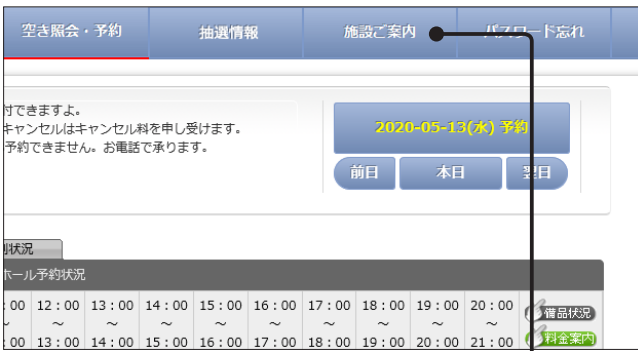 空き照会・予約
抽選情報
施設ご案内
パスワード忘れ
付できますよ。
キャンセルはキャンセル料を申し受けます。
予約できません。お電話で承ります。
2020-05-13(水) 予約
前日
本日
翌日
別状況
ホール予約状況
:00 12:00 13:00 14:00 15:00 16:00 17:00 18:00 19:00 20:00 備品状況
~ ~ ~ ~ ~ ~ ~ ~ ~ ~
:00 13:00 14:00 15:00 16:00 17:00 18:00 19:00 20:00 21:00 料金案内